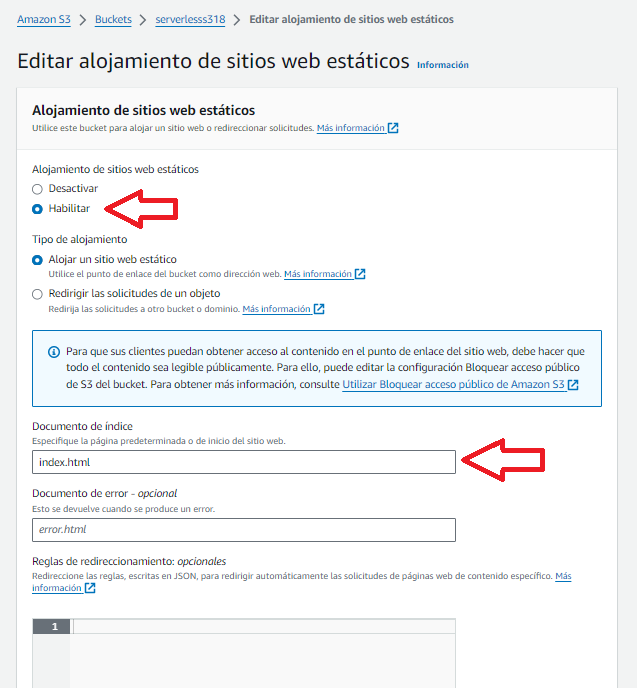 Amazon S3 > Buckets > serverlesss318 > Editar alojamiento de sitios web estáticos
Editar alojamiento de sitios web estáticos Información
Alojamiento de sitios web estáticos
Utilice este bucket para alojar un sitio web o redireccionar solicitudes. Más información
Alojamiento de sitios web estáticos
Desactivar
Habilitar
Tipo de alojamiento
Alojar un sitio web estático
Utilice el punto de enlace del bucket como dirección web. Más información
Redirigir las solicitudes de un objeto
Redirija las solicitudes a otro bucket o dominio. Más información
Para que sus clientes puedan obtener acceso al contenido en el punto de enlace del sitio web, debe hacer que
todo el contenido sea legible públicamente. Para ello, puede editar la configuración Bloquear acceso público
de S3 del bucket. Para obtener más información, consulte Utilizar Bloquear acceso público de Amazon S3
Documento de índice
Especifique la página predeterminada o de inicio del sitio web.
index.html
Documento de error - opcional
Esto se devuelve cuando se produce un error.
error.html
Reglas de redireccionamiento: opcionales
Redireccione las reglas, escritas en JSON, para redirigir automáticamente las solicitudes de páginas web de contenido específico. Más
información
1